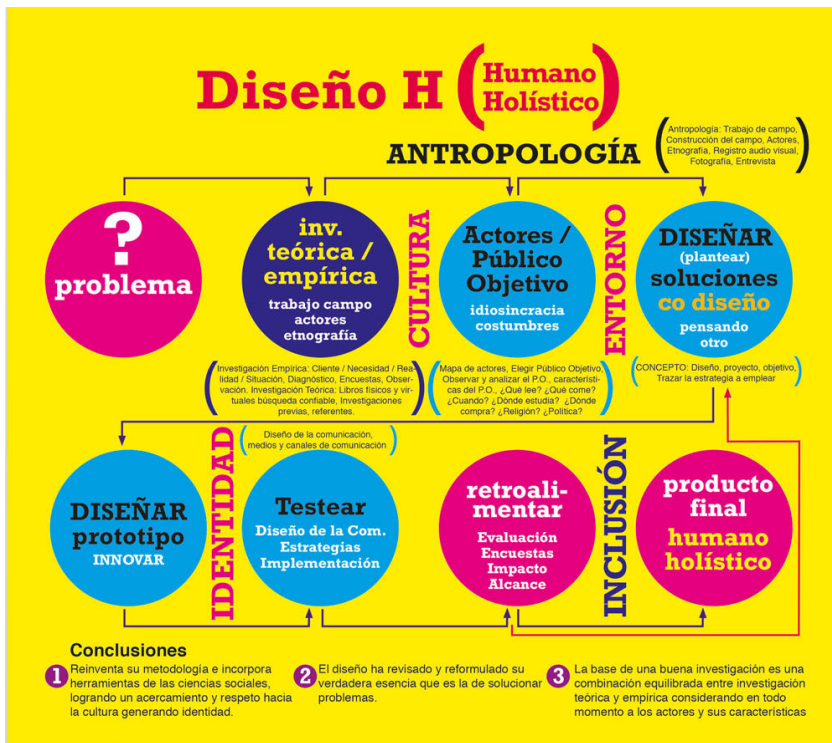 Diseño H (Humano
Holístico)
ANTROPOLOGÍA
(Antropología: Trabajo de campo,
Construcción del campo, Actores,
Etnografía, Registro audio visual,
Fotografía, Entrevista)
?
problema
inv.
teórica /
empírica
trabajo campo
actores
etnografía
CULTURA
Actores /
Público
Objetivo
idiosincracia
costumbres
ENTORNO
DISEÑAR
(plantear)
soluciones
co diseño
pensando
otro
(Investigación Empírica: Cliente / Necesidad / Rea-
lidad / Situación, Diagnóstico, Encuestas, Obser-
vación. Investigación Teórica: Libros físicos y vir-
tuales búsqueda confiable, Investigaciones
previas, referentes.)
(Mapa de actores, Elegir Público Objetivo,
Observar y analizar el P.O., característi-
cas del P.O., ¿Qué lee? ¿Qué come?
¿Cuando? ¿Dónde estudia? ¿Dónde
compra? ¿Religión? ¿Política?)
(CONCEPTO: Diseño, proyecto, objetivo,
Trazar la estrategia a emplear)
DISEÑAR
prototipo
INNOVAR
IDENTIDAD
(Diseño de la comunicación,
medios y canales de comunicación)
Testear
Diseño de la Com.
Estrategias
Implementación
retroali-
mentar
Evaluación
Encuestas
Impacto
Alcance
INCLUSIÓN
producto
final
humano
holístico
Conclusiones
1 Reinventa su metodología e incorpora
herramientas de las ciencias sociales,
logrando un acercamiento y respeto hacia
la cultura generando identidad.
2 El diseño ha revisado y reformulado su
verdadera esencia que es la de solucionar
problemas.
3 La base de una buena investigación es una
combinación equilibrada entre investigación
teórica y empírica considerando en todo
momento a los actores y sus características